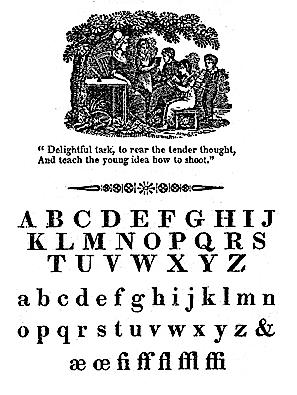 “ Delightful task, to rear the tender thought,
And teach the young idea how to shoot.”
A B C D E F G H I J
K L M N O P Q R S
T U V W X Y Z
a b c d e f g h i j k l m n
o p q r s t u v w x y z &
æ œ fi ff fl ffl ffi